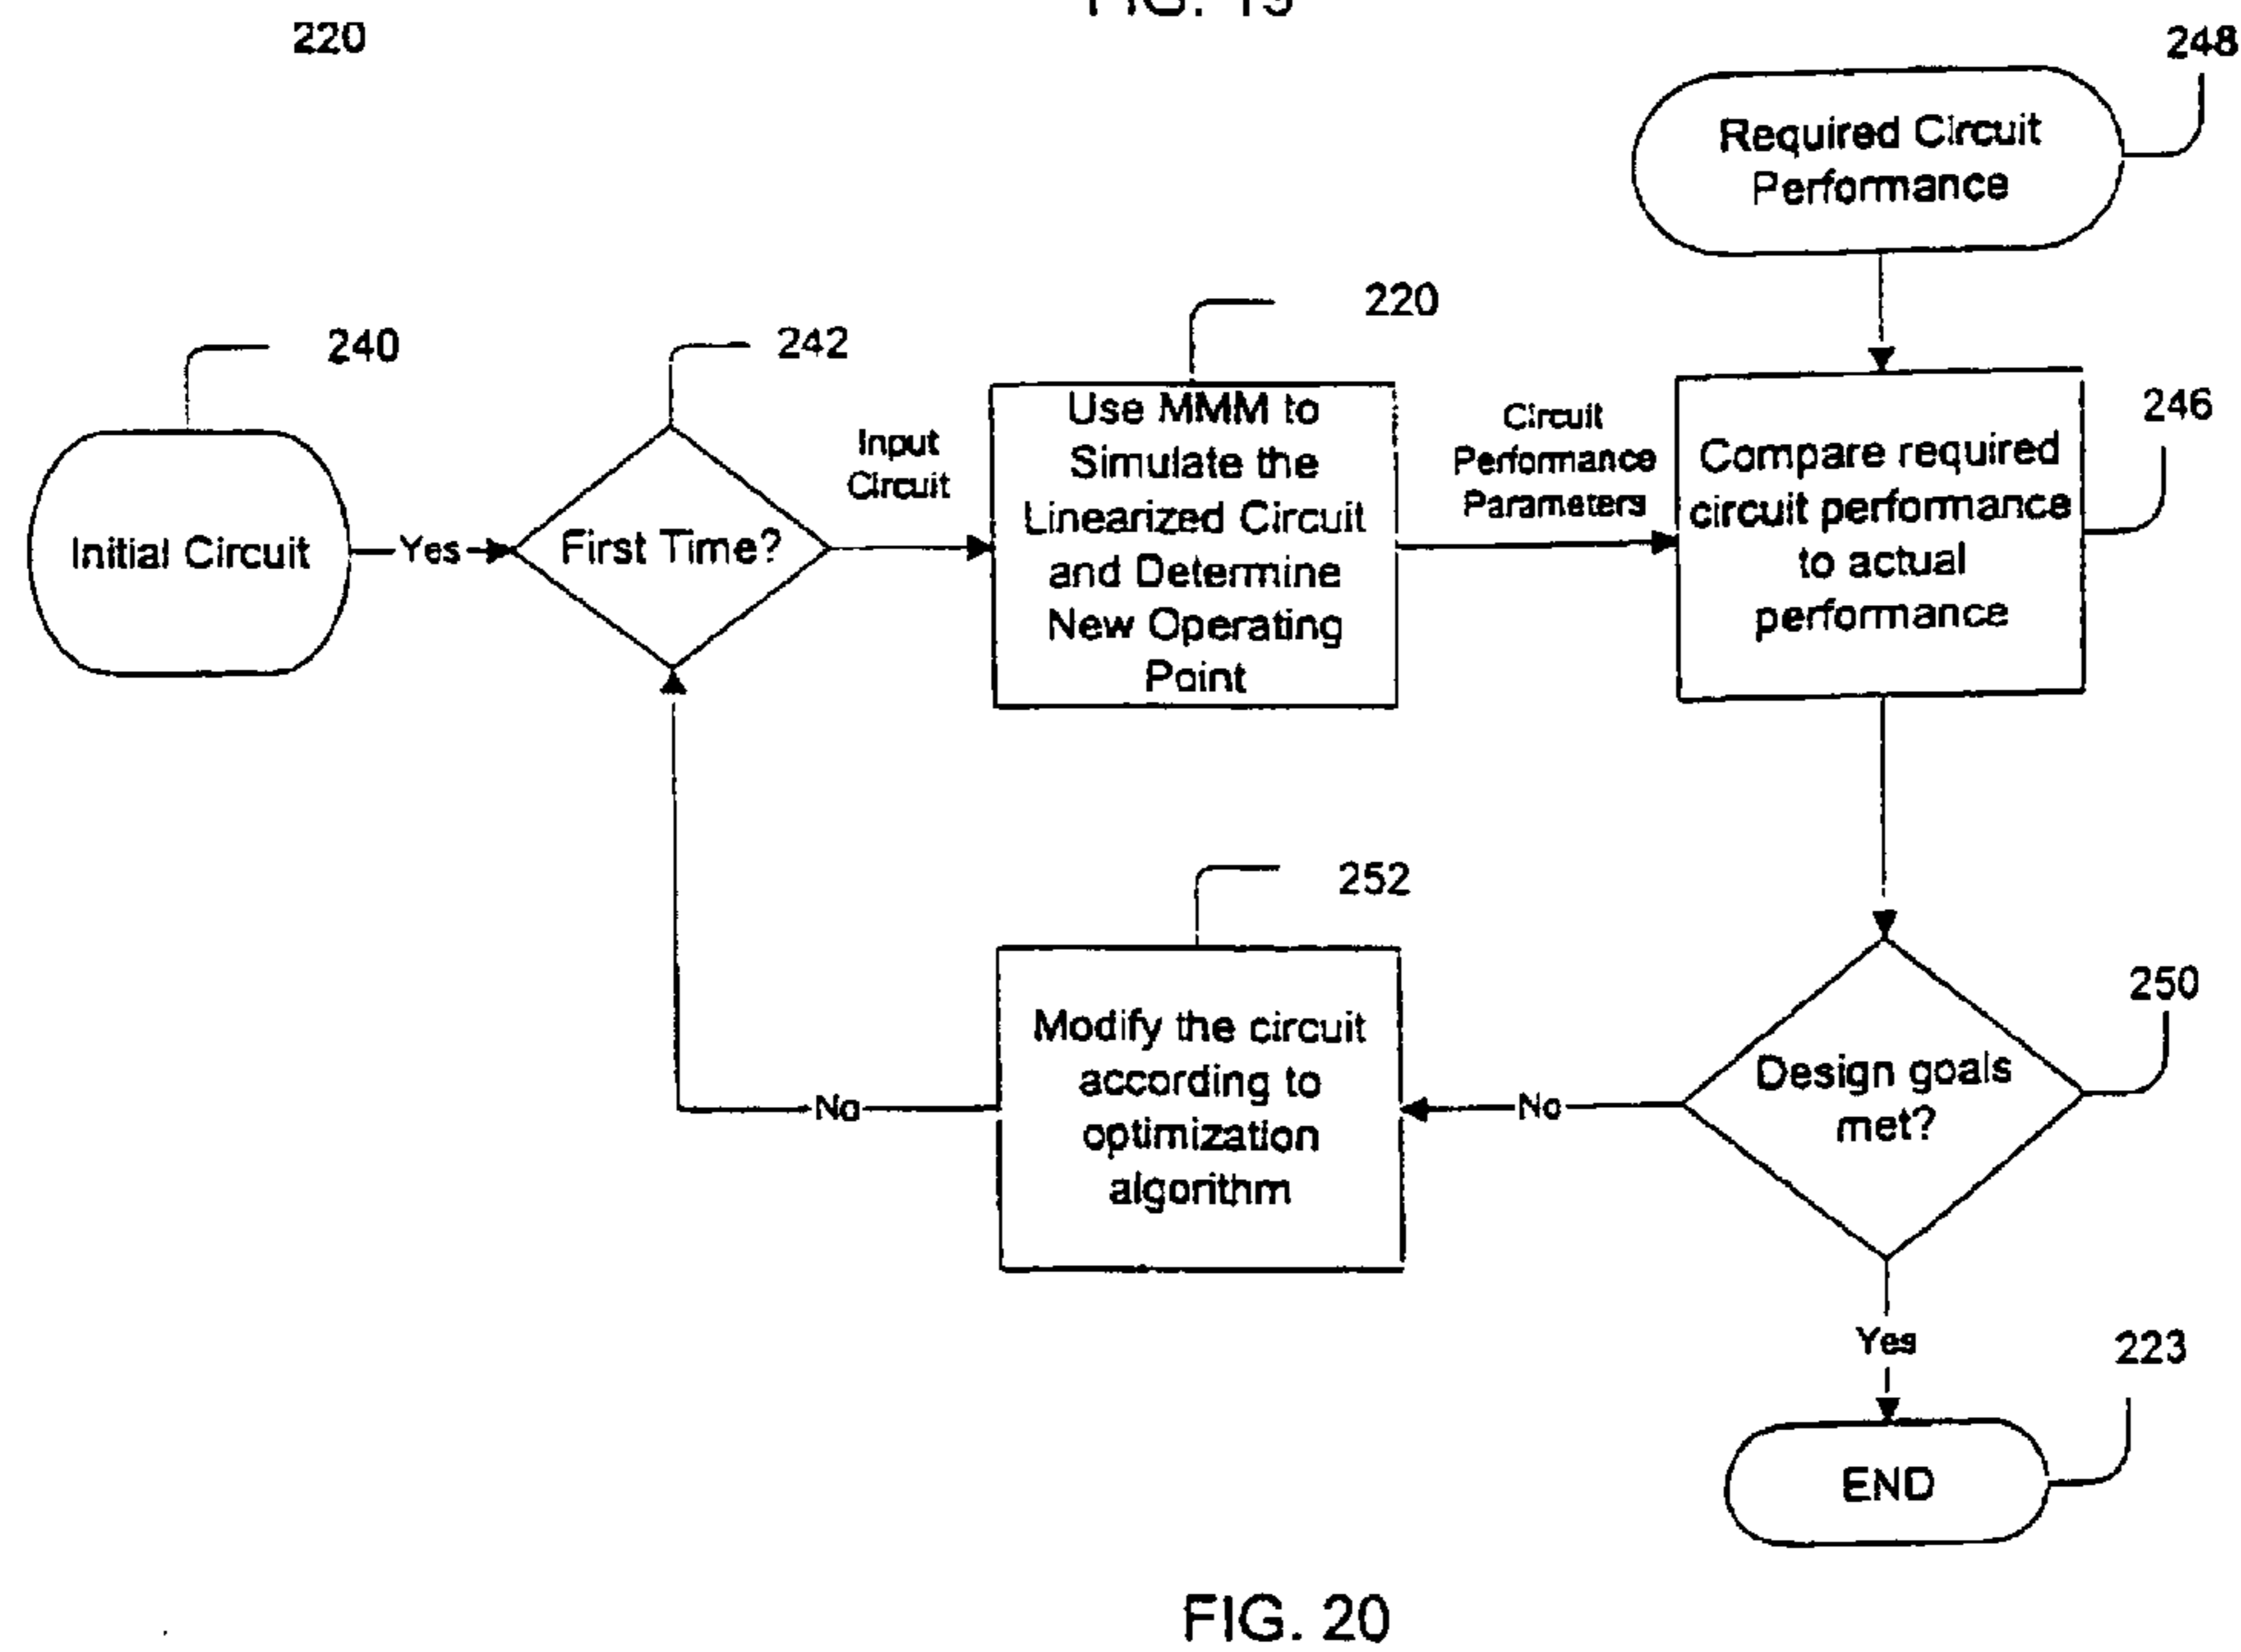 FIG. 19
220
248
Required Circuit
Performance
220
240
242
246
Input
Circuit
Use MMM to
Simulate the
Linearized Circuit
and Determine
New Operating
Point
Circuit
Performance
Parameters
Compare required
circuit performance
to actual
performance
Initial Circuit
Yes
First Time?
252
250
Modify the circuit
according to
optimization
algorithm
Design goals
met?
No
No
Yes
223
END
FIG. 20